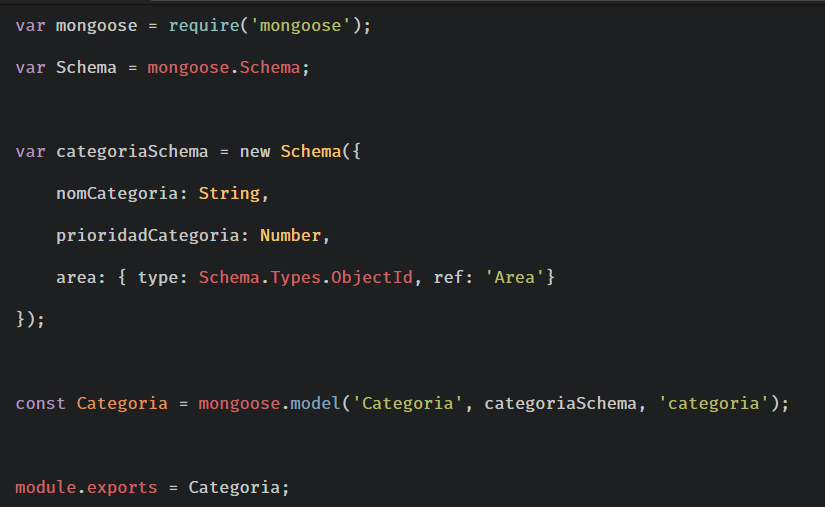 var mongoose = require('mongoose');
var Schema = mongoose.Schema;
var categoriaSchema = new Schema({
    nomCategoria: String,
    prioridadCategoria: Number,
    area: { type: Schema.Types.ObjectId, ref: 'Area'}
});
const Categoria = mongoose.model('Categoria', categoriaSchema, 'categoria');
module.exports = Categoria;